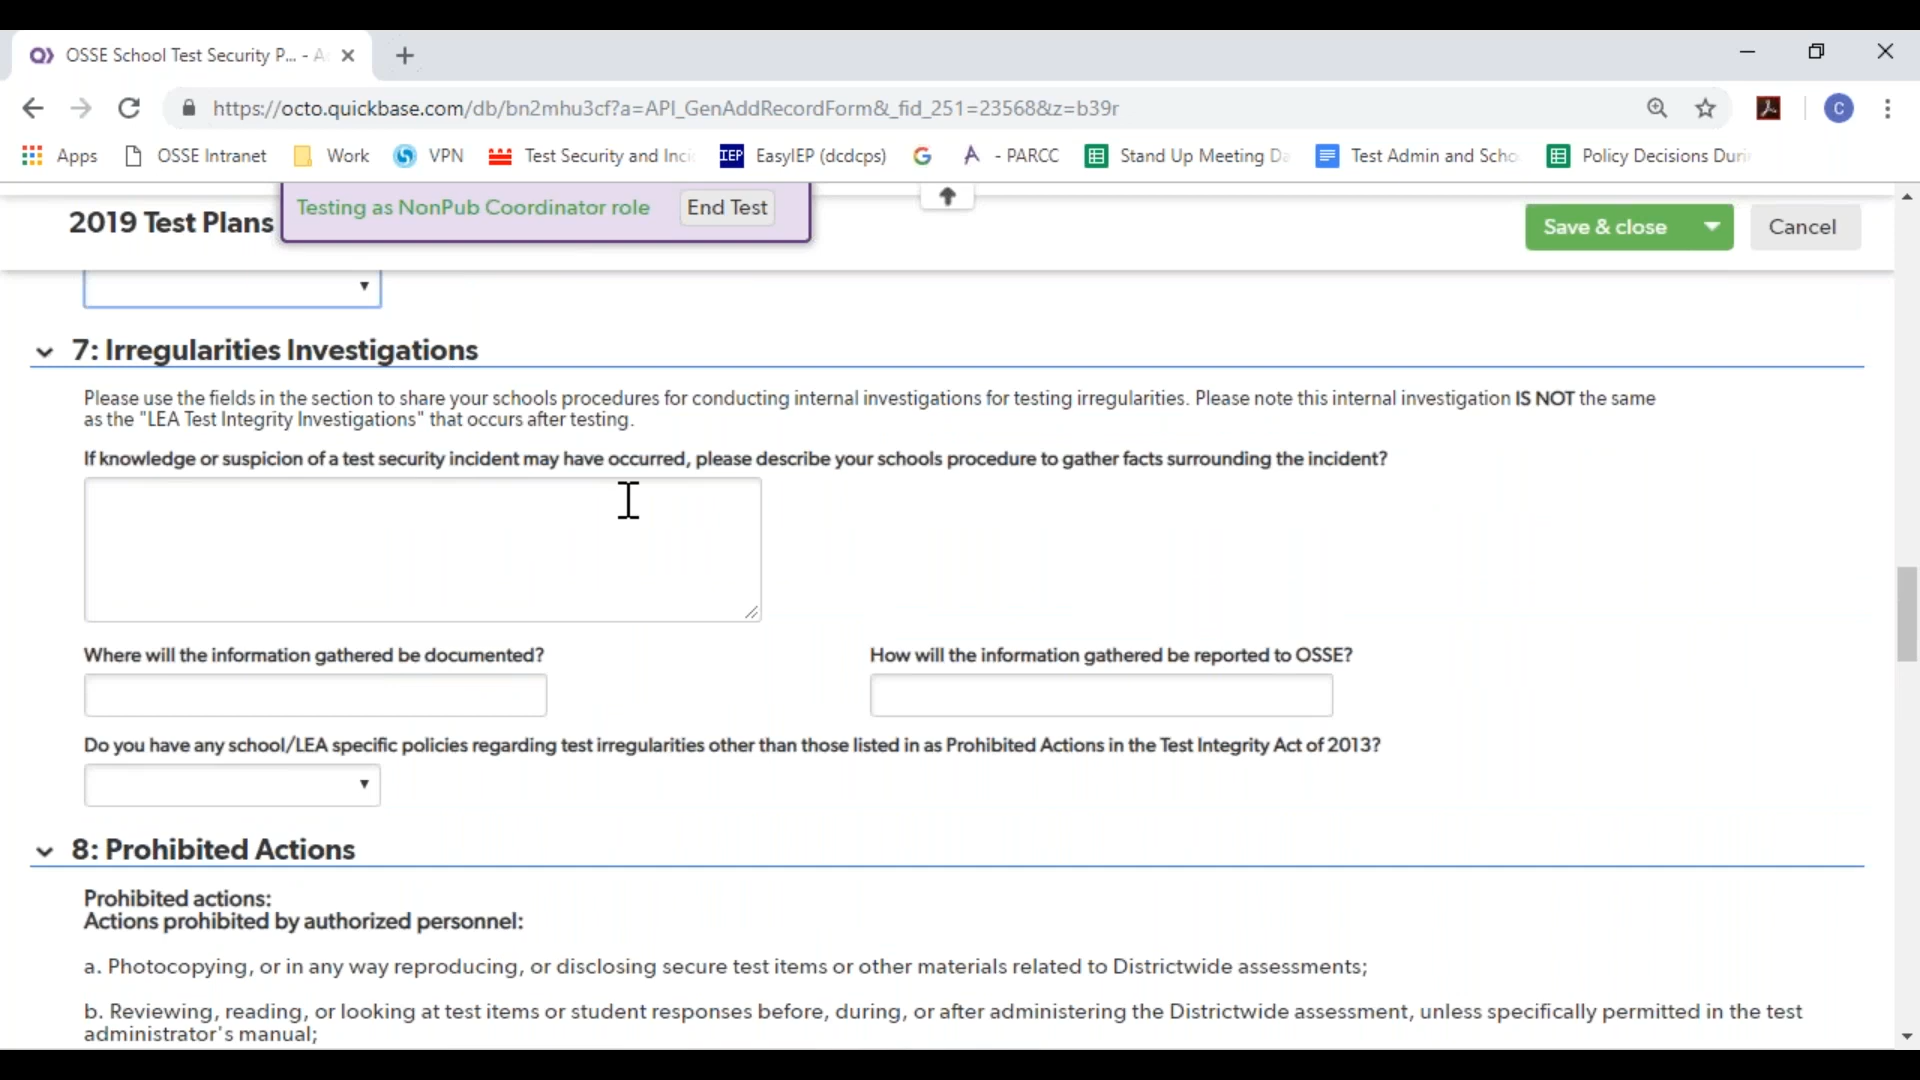 OSSE School Test Security P... - A
https://octo.quickbase.com/db/bn2mhu3cf?a=API_GenAddRecordForm&_fid_251=23568&z=b39r
C
Apps
OSSE Intranet
Work
VPN
Test Security and Inci
IEP
EasyIEP (dcdcps)
G
A
- PARCC
Stand Up Meeting Da
Test Admin and Scho
Policy Decisions Duri
2019 Test Plans
Testing as NonPub Coordinator role
End Test
Save & close
Cancel
7: Irregularities Investigations
Please use the fields in the section to share your schools procedures for conducting internal investigations for testing irregularities. Please note this internal investigation IS NOT the same
as the "LEA Test Integrity Investigations" that occurs after testing.
If knowledge or suspicion of a test security incident may have occurred, please describe your schools procedure to gather facts surrounding the incident?
Where will the information gathered be documented?
How will the information gathered be reported to OSSE?
Do you have any school/LEA specific policies regarding test irregularities other than those listed in as Prohibited Actions in the Test Integrity Act of 2013?
8: Prohibited Actions
Prohibited actions:
Actions prohibited by authorized personnel:
a. Photocopying, or in any way reproducing, or disclosing secure test items or other materials related to Districtwide assessments;
b. Reviewing, reading, or looking at test items or student responses before, during, or after administering the Districtwide assessment, unless specifically permitted in the test
administrator's manual;